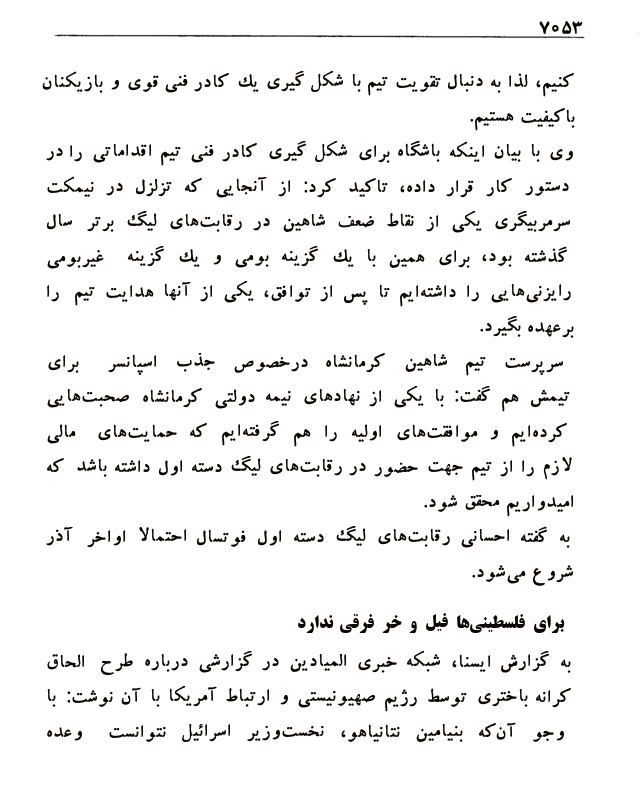 ۷۰۵۳
کنیم، لذا به دنبال تقویت تیم با شکل گیری یك کادر فنی قوی و بازیکنان
باکیفیت هستیم.
وی با بیان اینکه باشگاه برای شکل گیری کادر فنی تیم اقداماتی را در
دستور کار قرار داده، تاکید کرد: از آنجایی که تزلزل در نیمکت
سرمربیگری یکی از نقاط ضعف شاهین در رقابت‌های لیگ برتر سال
گذشته بود، برای همین با یك گزینه بومی و یك گزینه غیربومی
رایزنی‌هایی را داشته‌ایم تا پس از توافق، یکی از آنها هدایت تیم را
برعهده بگیرد.
سرپرست تیم شاهین کرمانشاه درخصوص جذب اسپانسر برای
تیمش هم گفت: با یکی از نهادهای نیمه دولتی کرمانشاه صحبت‌هایی
کرده‌ایم و موافقت‌های اولیه را هم گرفته‌ایم که حمایت‌های مالی
لازم را از تیم جهت حضور در رقابت‌های لیگ دسته اول داشته باشد که
امیدواریم محقق شود.
به گفته احسانی رقابت‌های لیگ دسته اول فوتسال احتمالا اواخر آذر
شروع می‌شود.
برای فلسطینی‌ها فیل و خر فرقی ندارد
به گزارش ایسنا، شبکه خبری المیادین در گزارشی درباره طرح الحاق
کرانه باختری توسط رژیم صهیونیستی و ارتباط آمریکا با آن نوشت: با
وجو آن‌که بنیامین نتانیاهو، نخست‌وزیر اسرائیل نتوانست وعده